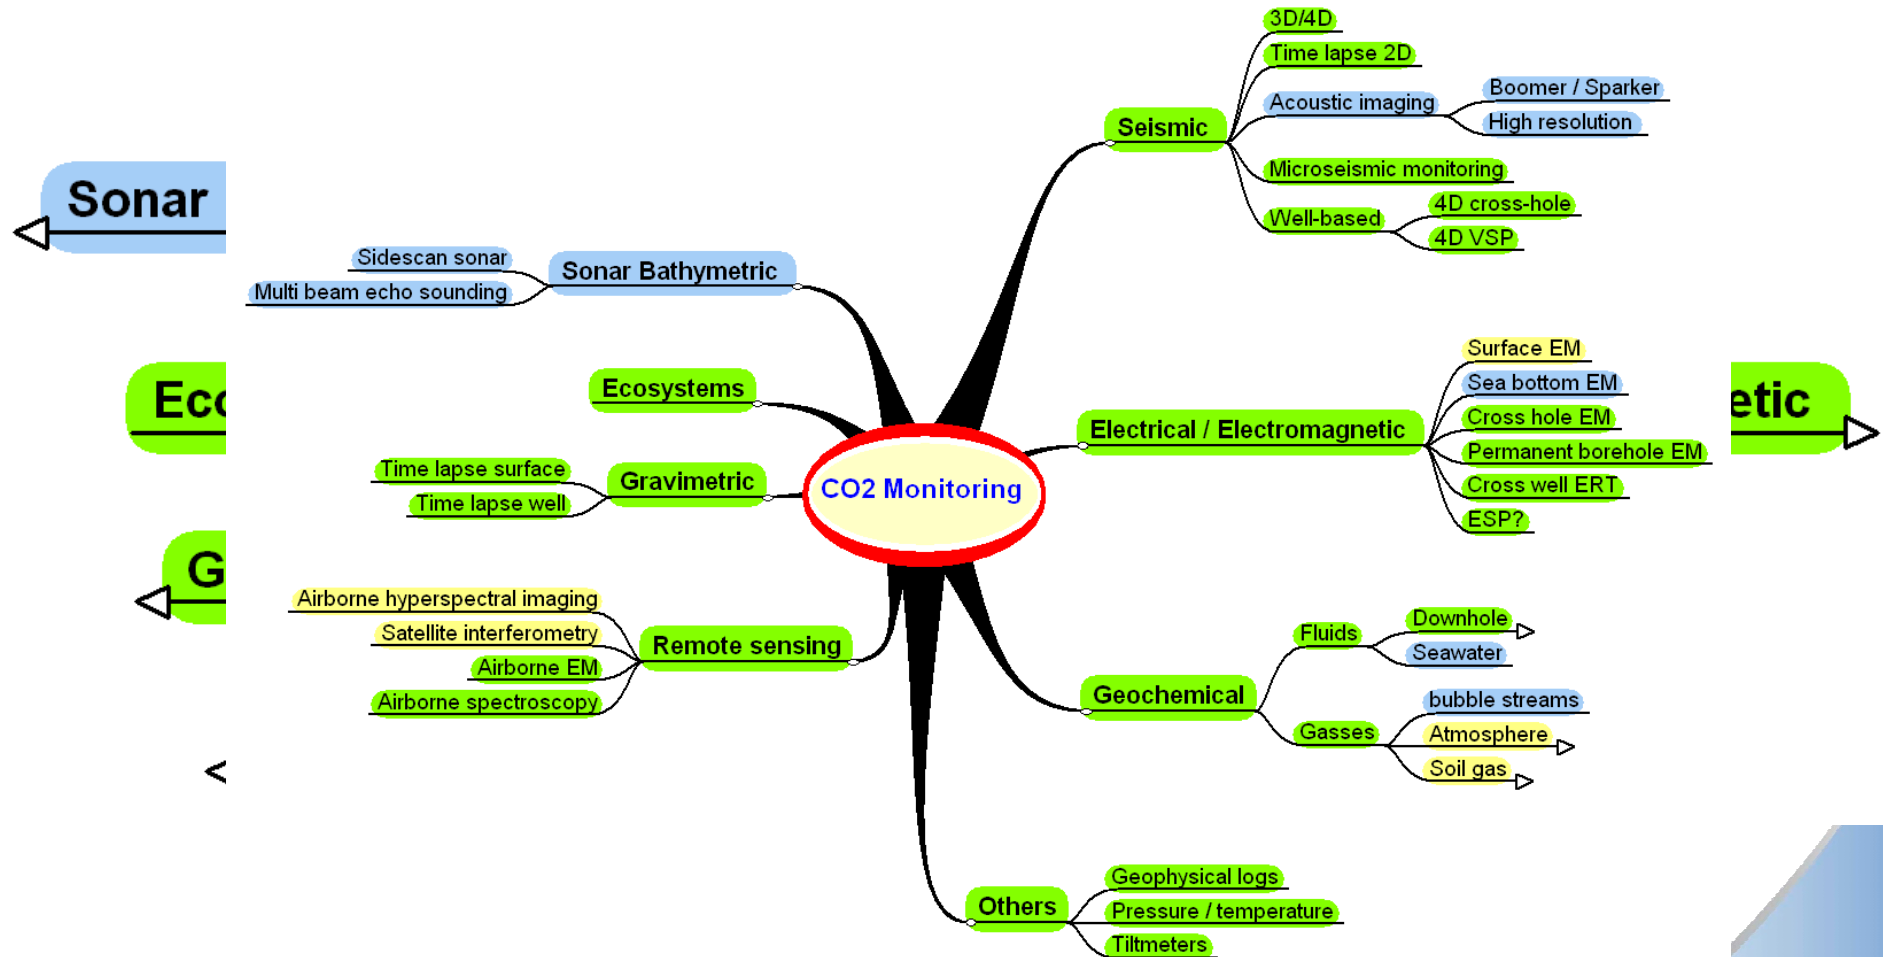 3D/4D
Time lapse 2D
Acoustic imaging
Boomer / Sparker
High resolution
Seismic
Microseismic monitoring
Well-based
4D cross-hole
4D VSP
Sonar
Sidescan sonar
Multi beam echo sounding
Sonar Bathymetric
Ecosystems
Eco
Surface EM
Sea bottom EM
Cross hole EM
Permanent borehole EM
Cross well ERT
ESP?
Electrical / Electromagnetic
etic
Time lapse surface
Time lapse well
Gravimetric
CO2 Monitoring
G
Airborne hyperspectral imaging
Satellite interferometry
Airborne EM
Airborne spectroscopy
Remote sensing
Geochemical
Fluids
Downhole
Seawater
Gasses
bubble streams
Atmosphere
Soil gas
Others
Geophysical logs
Pressure / temperature
Tiltmeters